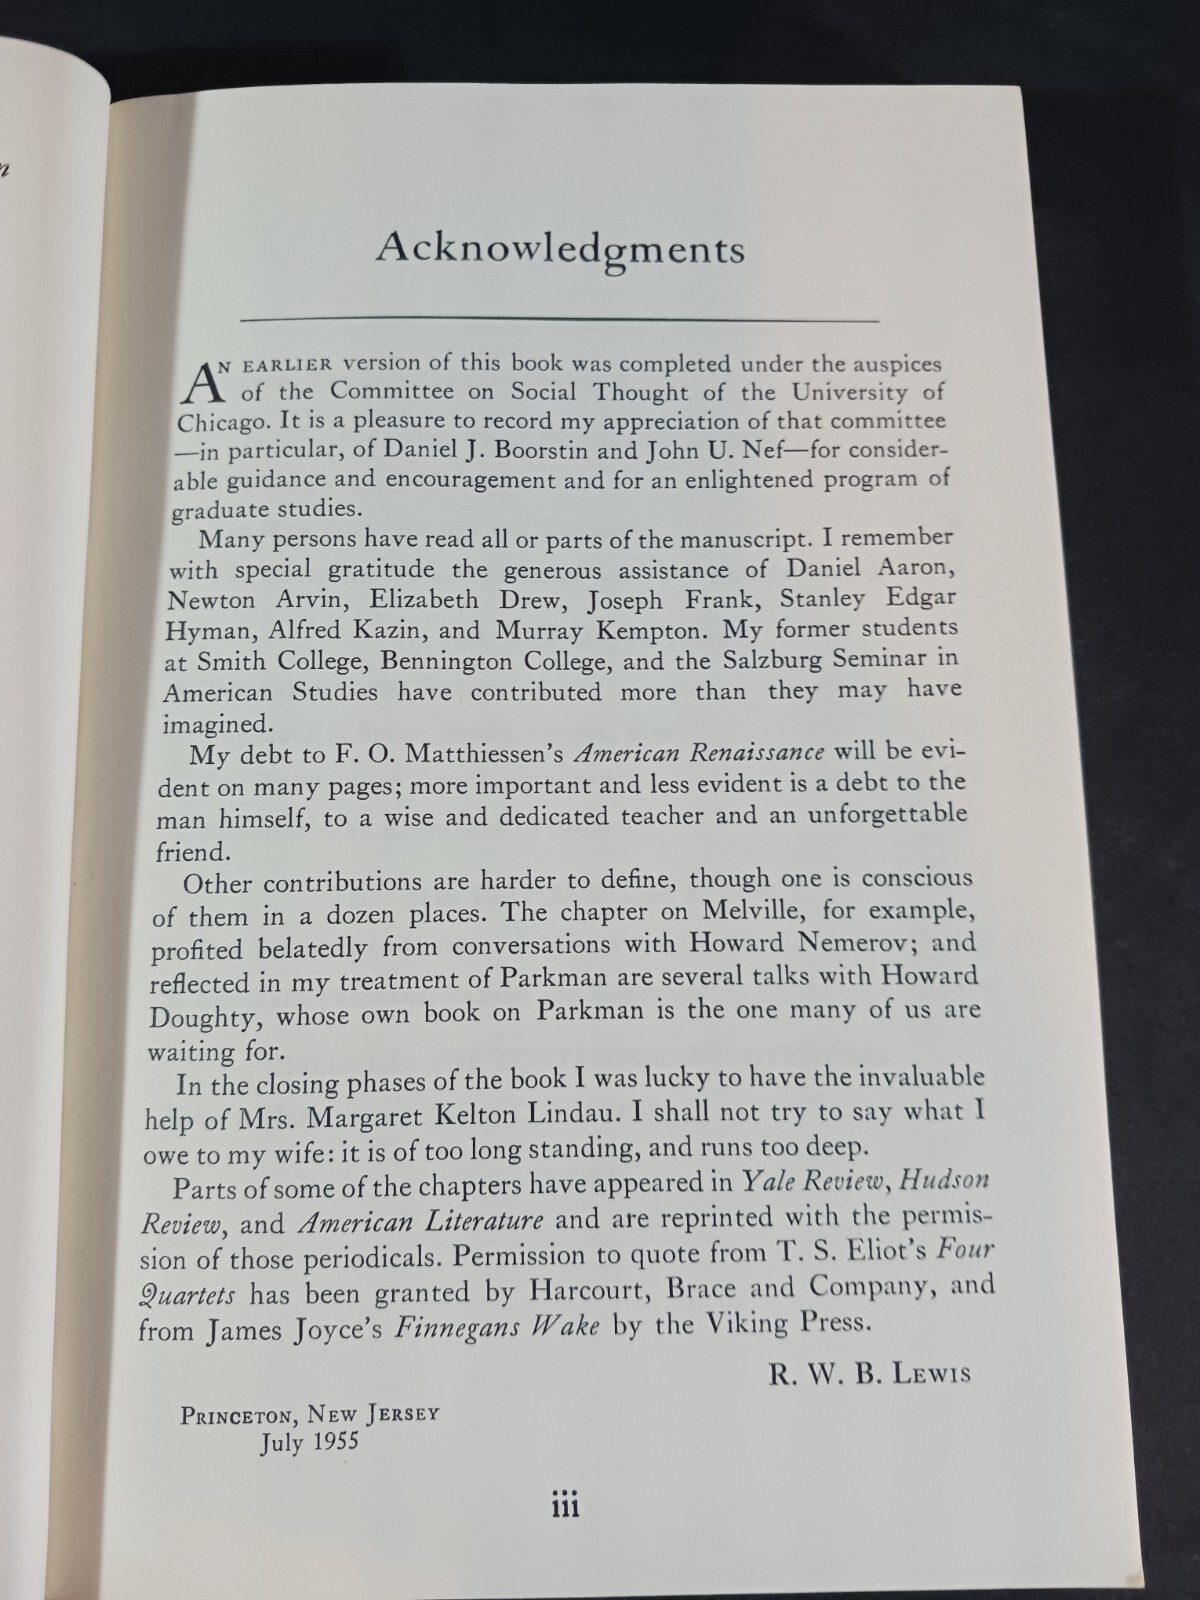 n
Acknowledgments
AN EARLIER version of this book was completed under the auspices
of the Committee on Social Thought of the University of
Chicago. It is a pleasure to record my appreciation of that committee
—in particular, of Daniel J. Boorstin and John U. Nef—for consider-
able guidance and encouragement and for an enlightened program of
graduate studies.
Many persons have read all or parts of the manuscript. I remember
with special gratitude the generous assistance of Daniel Aaron,
Newton Arvin, Elizabeth Drew, Joseph Frank, Stanley Edgar
Hyman, Alfred Kazin, and Murray Kempton. My former students
at Smith College, Bennington College, and the Salzburg Seminar in
American Studies have contributed more than they may have
imagined.
My debt to F. O. Matthiessen's American Renaissance will be evi-
dent on many pages; more important and less evident is a debt to the
man himself, to a wise and dedicated teacher and an unforgettable
friend.
Other contributions are harder to define, though one is conscious
of them in a dozen places. The chapter on Melville, for example,
profited belatedly from conversations with Howard Nemerov; and
reflected in my treatment of Parkman are several talks with Howard
Doughty, whose own book on Parkman is the one many of us are
waiting for.
In the closing phases of the book I was lucky to have the invaluable
help of Mrs. Margaret Kelton Lindau. I shall not try to say what I
owe to my wife: it is of too long standing, and runs too deep.
Parts of some of the chapters have appeared in Yale Review, Hudson
Review, and American Literature and are reprinted with the permis-
sion of those periodicals. Permission to quote from T. S. Eliot's Four
Quartets has been granted by Harcourt, Brace and Company, and
from James Joyce's Finnegans Wake by the Viking Press.
R. W. B. LEWIS
PRINCETON, NEW JERSEY
July 1955
iii